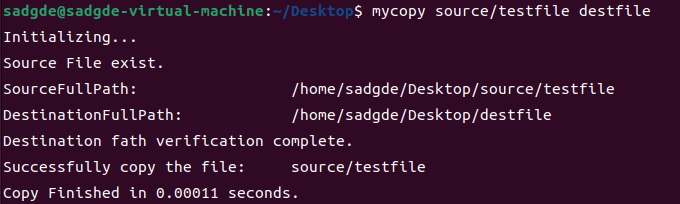 sadgde@sadgde-virtual-machine:~/Desktop$ mycopy source/testfile destfile
Initializing...
Source File exist.
SourceFullPath: /home/sadgde/Desktop/source/testfile
DestinationFullPath: /home/sadgde/Desktop/destfile
Destination fath verification complete.
Successfully copy the file: source/testfile
Copy Finished in 0.00011 seconds.